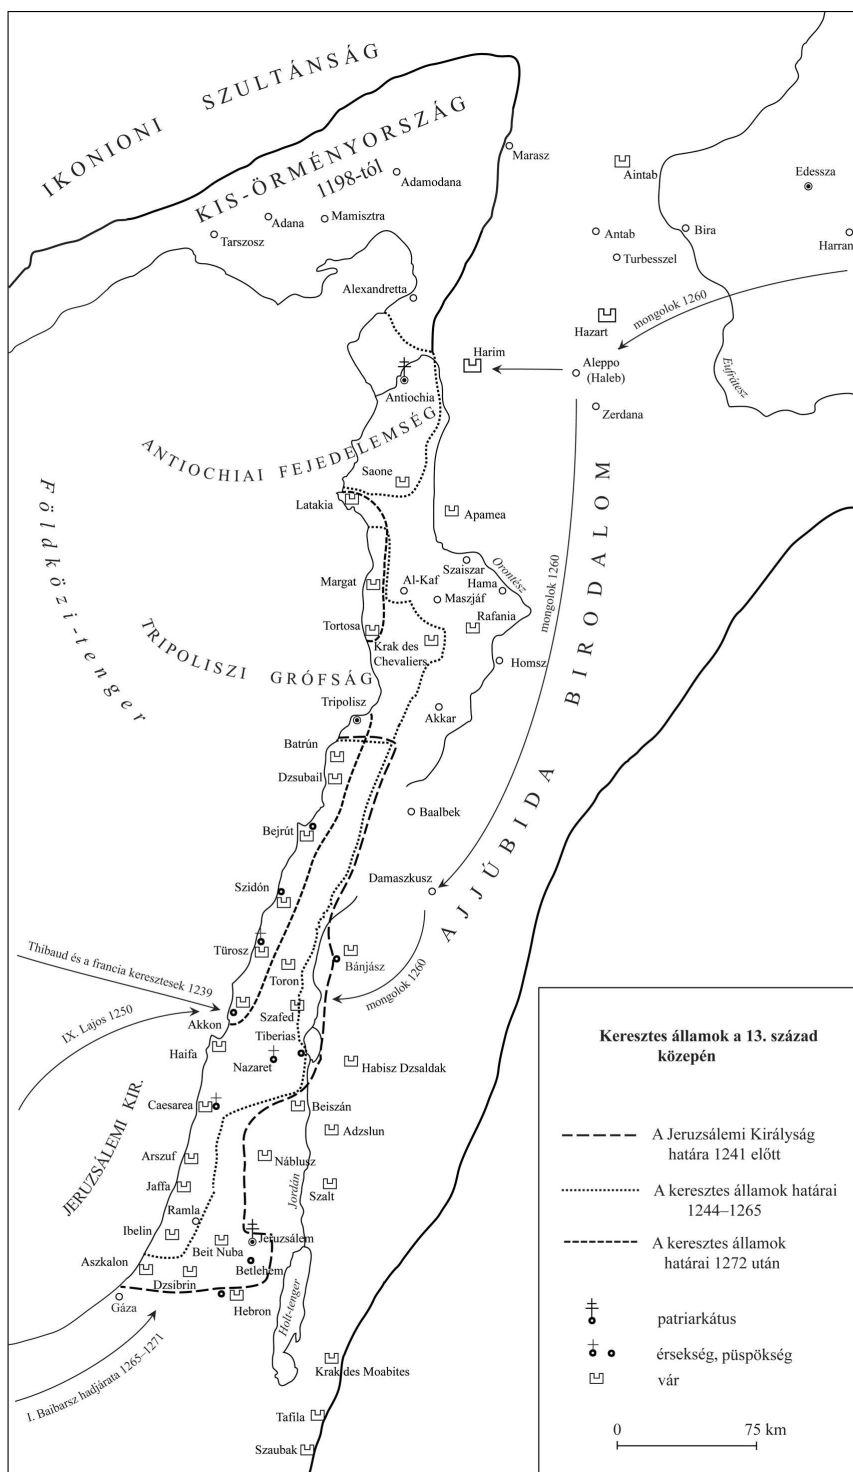 IKONIONI SZULTÁNSÁG
KIS-ÖRMÉNYORSZÁG
1198-tól
Marasz
Aintab
Edessza
Adamodana
Adana
Mamisztra
Tarszosz
Antab
Bira
Harran
Turbesszel
Alexandretta
mongolok 1260
Hazart
Harim
Aleppo
(Haleb)
Eufrátesz
Antiochia
Zerdana
ANTIOCHIAI FEJEDELEMSÉG
Saone
Latakia
Apamea
Földközi-tenger
Szaiszar
Orontész
Margat
Al-Kaf
Hama
Maszjáf
mongolok 1260
Tortosa
Rafania
Krak des
Chevaliers
TRIPOLISZI GRÓFSÁG
Homsz
Tripolisz
Akkar
AJJÚBIDA BIRODALOM
Batrún
Dzsubail
Baalbek
Bejrút
Damaszkusz
Szidón
Türosz
Bánjász
Thibaud és a francia keresztesek 1239
Toron
mongolok 1260
IX. Lajos 1250
Akkon
Szafed
Tiberias
Haifa
Nazaret
Habisz Dzsaldak
JERUZSÁLEMI KIR.
Caesarea
Beiszán
Adzslun
Arszuf
Náblusz
Jaffa
Jordán
Szalt
Ramla
Ibelin
Beit Nuba
Jeruzsálem
Aszkalon
Betlehem
Dzsibrin
Gáza
Hebron
Holt-tenger
I. Baibarsz hadjárata 1265–1271
Krak des Moabites
Tafíla
Szaubak
Keresztes államok a 13. század
közepén
A Jeruzsálemi Királyság
határa 1241 előtt
A keresztes államok határai
1244–1265
A keresztes államok
határai 1272 után
patriarkátus
érsekség, püspökség
vár
0 75 km